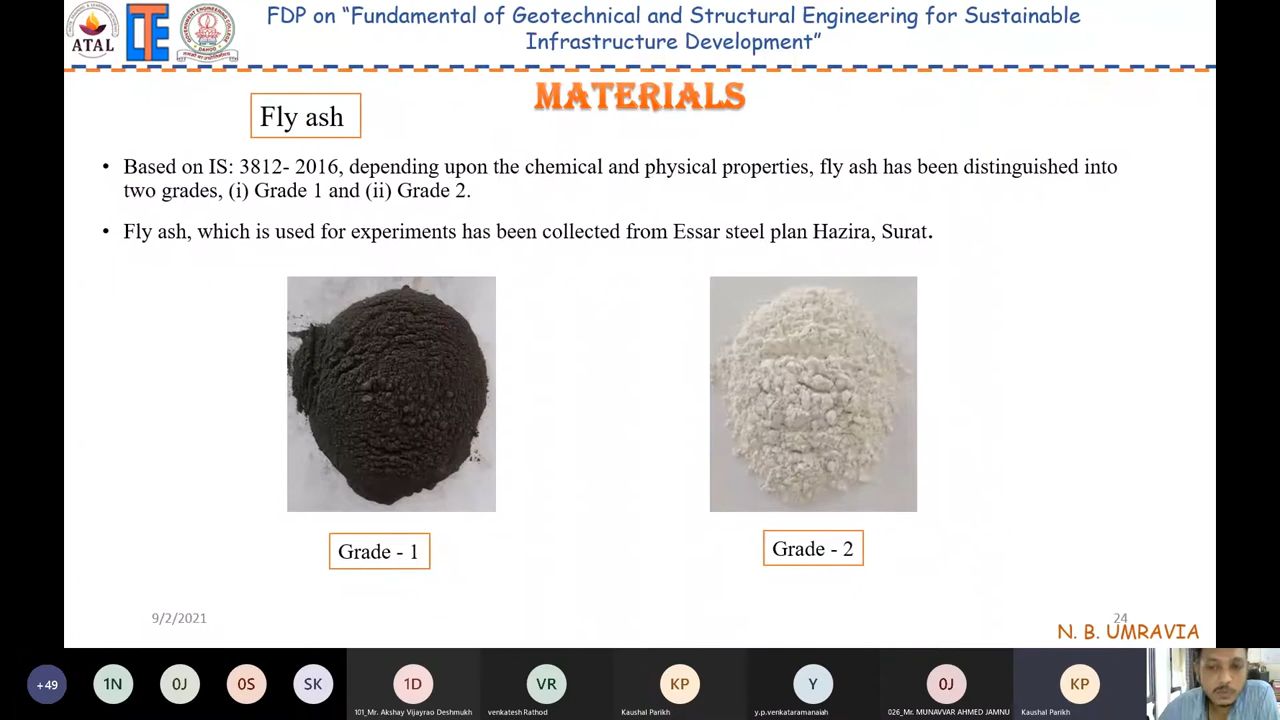 FDP on “Fundamental of Geotechnical and Structural Engineering for Sustainable
Infrastructure Development”
ATAL
LTE
MATERIALS
Fly ash
• Based on IS: 3812- 2016, depending upon the chemical and physical properties, fly ash has been distinguished into
two grades, (i) Grade 1 and (ii) Grade 2.
• Fly ash, which is used for experiments has been collected from Essar steel plan Hazira, Surat.
Grade - 1
Grade - 2
9/2/2021
24
N. B. UMRAVIA
+49
1N
0J
0S
SK
1D
VR
KP
Y
0J
KP
101_Mr. Akshay Vijayrao Deshmukh
venkatesh Rathod
Kaushal Parikh
y.p.venkataramanaiah
026_Mr. MUNAVVAR AHMED JAMNU
Kaushal Parikh